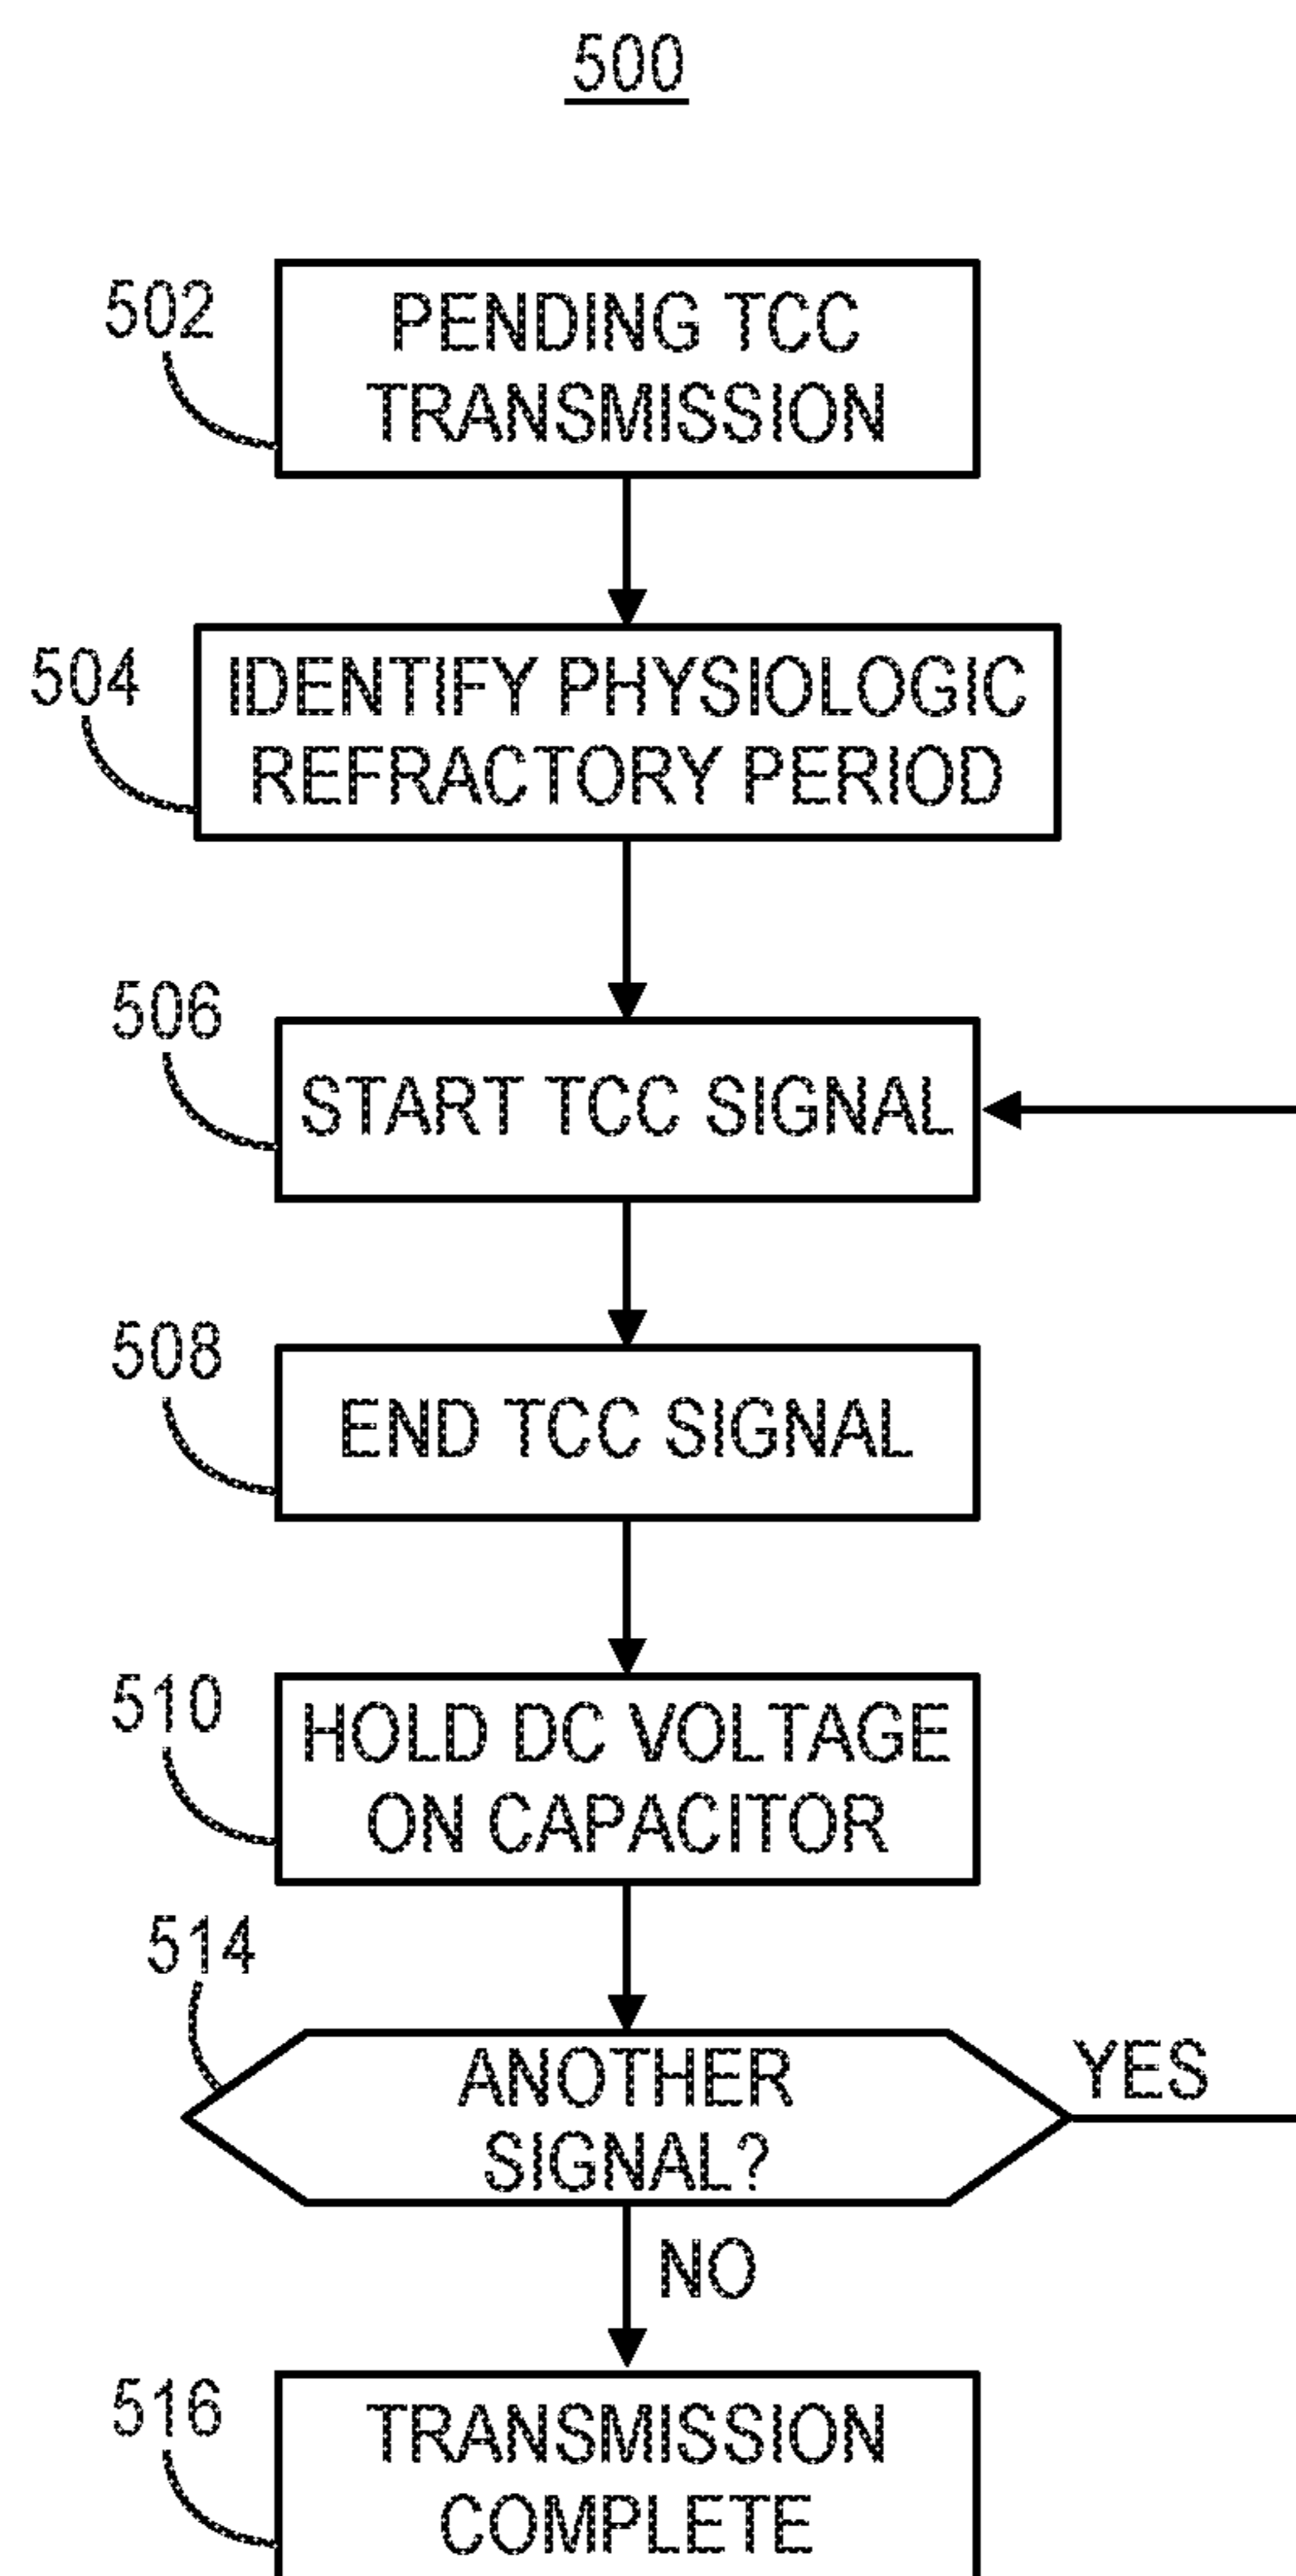 500
502
PENDING TCC
TRANSMISSION
504
IDENTIFY PHYSIOLOGIC
REFRACTORY PERIOD
506
START TCC SIGNAL
508
END TCC SIGNAL
510
HOLD DC VOLTAGE
ON CAPACITOR
514
ANOTHER
SIGNAL?
YES
NO
516
TRANSMISSION
COMPLETE